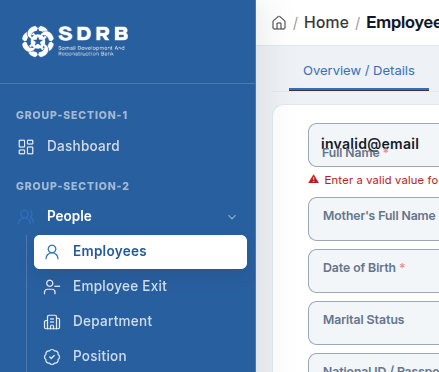 SDRB
Somali Development And
Reconstruction Bank
GROUP-SECTION-1
Dashboard
GROUP-SECTION-2
People
Employees
Employee Exit
Department
Position
/ Home / Employee
Overview / Details
invalid@email
Full Name *
Enter a valid value fo
Mother's Full Name
Date of Birth *
Marital Status
National ID / Passpo